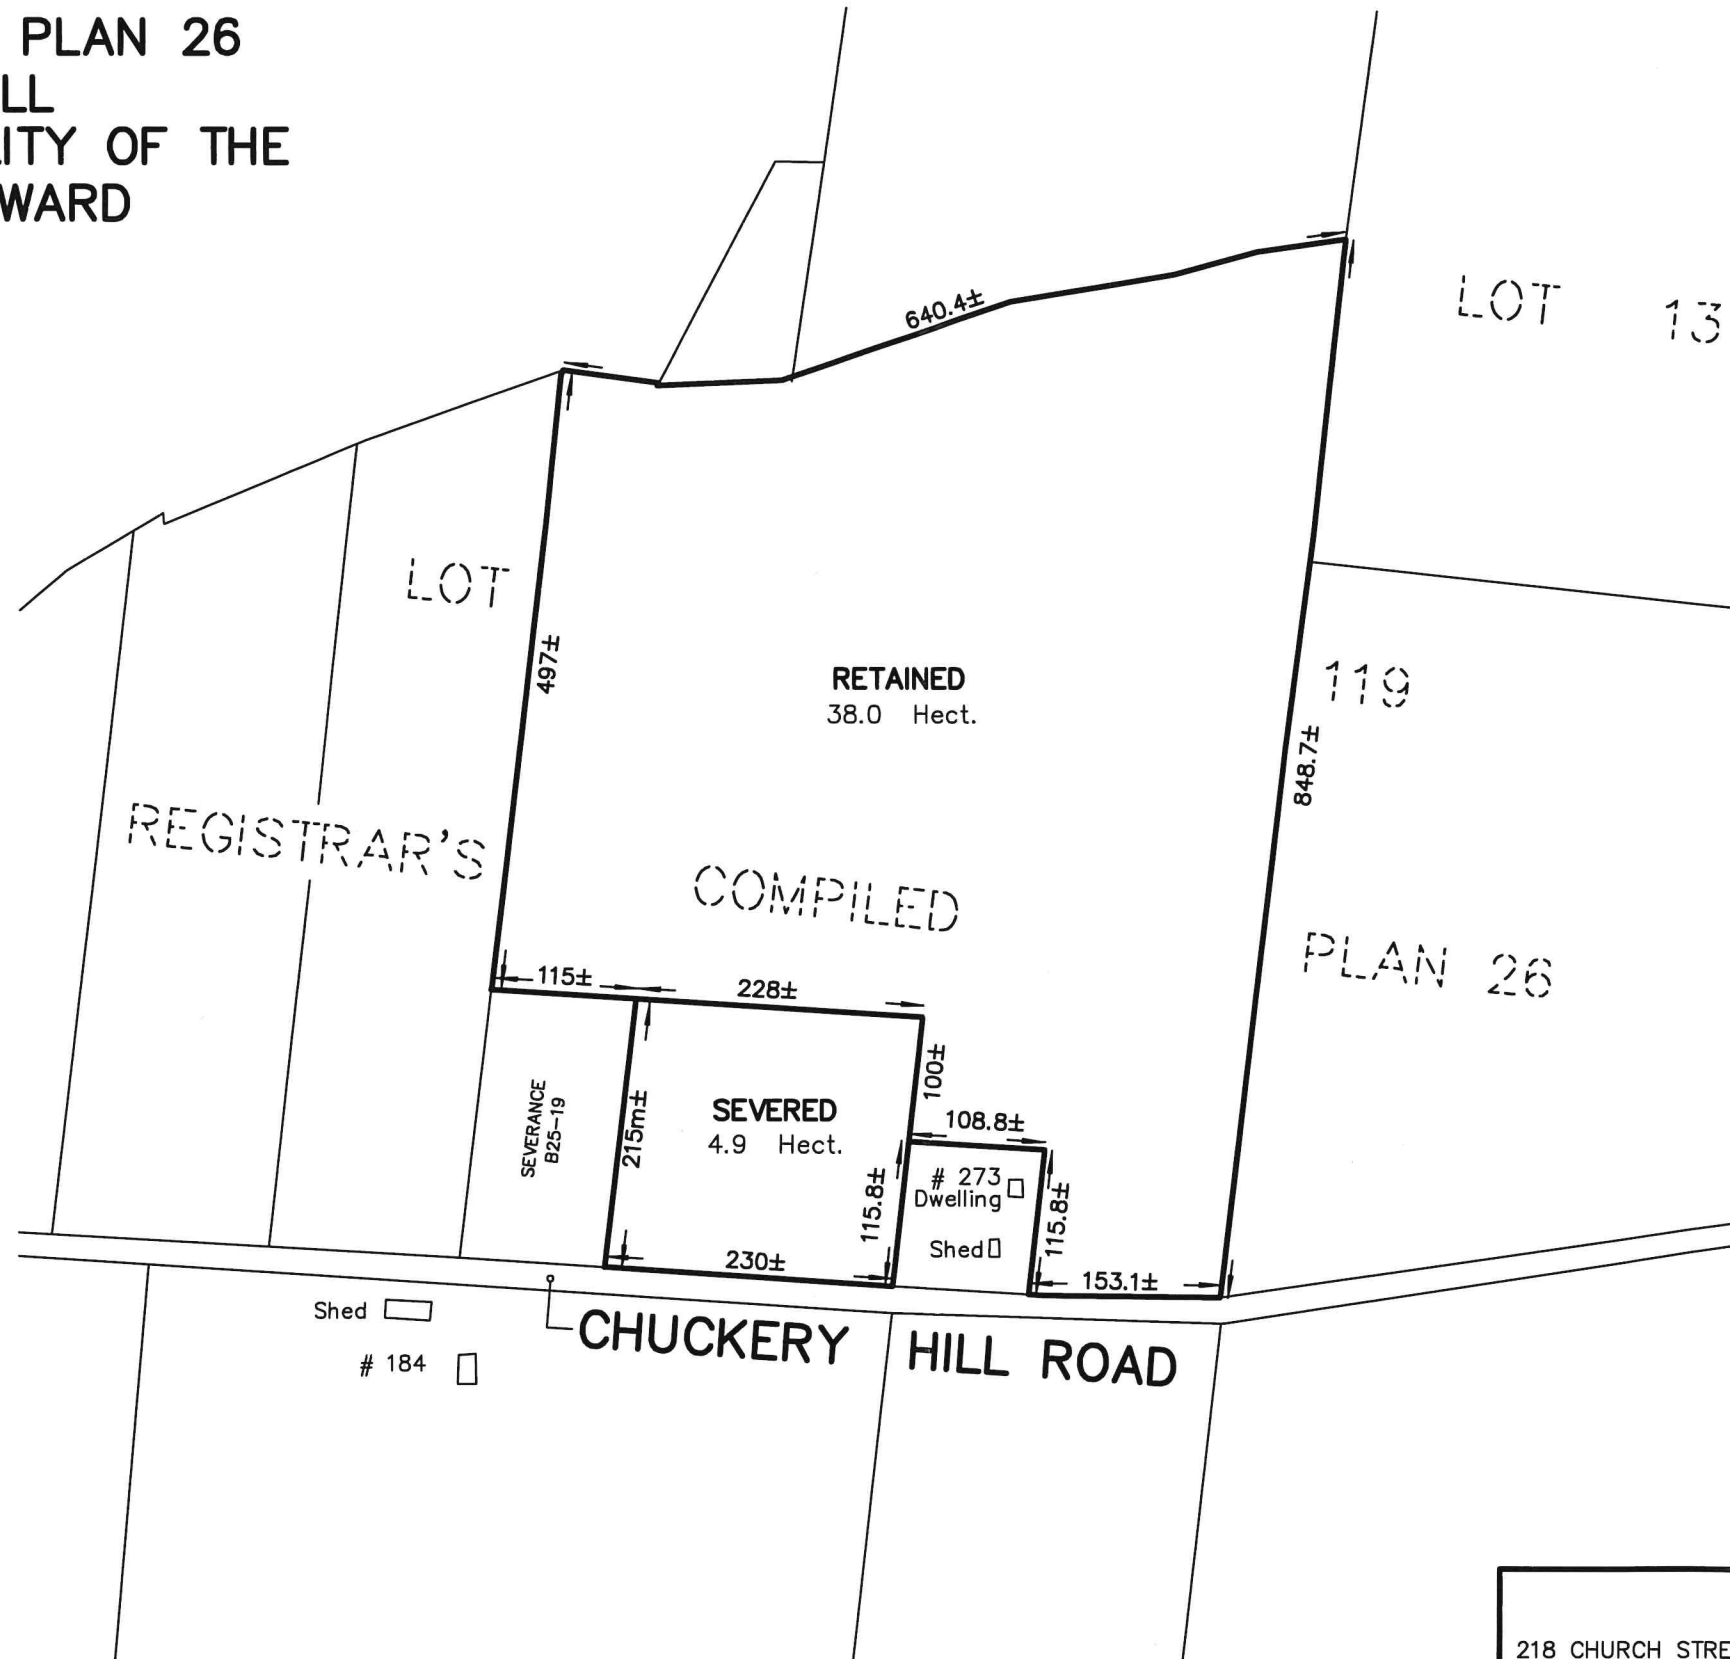 PLAN 26
LL
LITY OF THE
WARD
640.4±
LOT 13
LOT
497±
RETAINED
38.0 Hect.
119
848.7±
REGISTRAR'S
COMPILED
PLAN 26
115±
228±
100±
SEVERANCE
B25-19
215m±
SEVERED
4.9 Hect.
108.8±
115.8±
# 273
Dwelling
Shed
115.8±
230±
153.1±
Shed
# 184
CHUCKERY HILL ROAD
218 CHURCH STRE